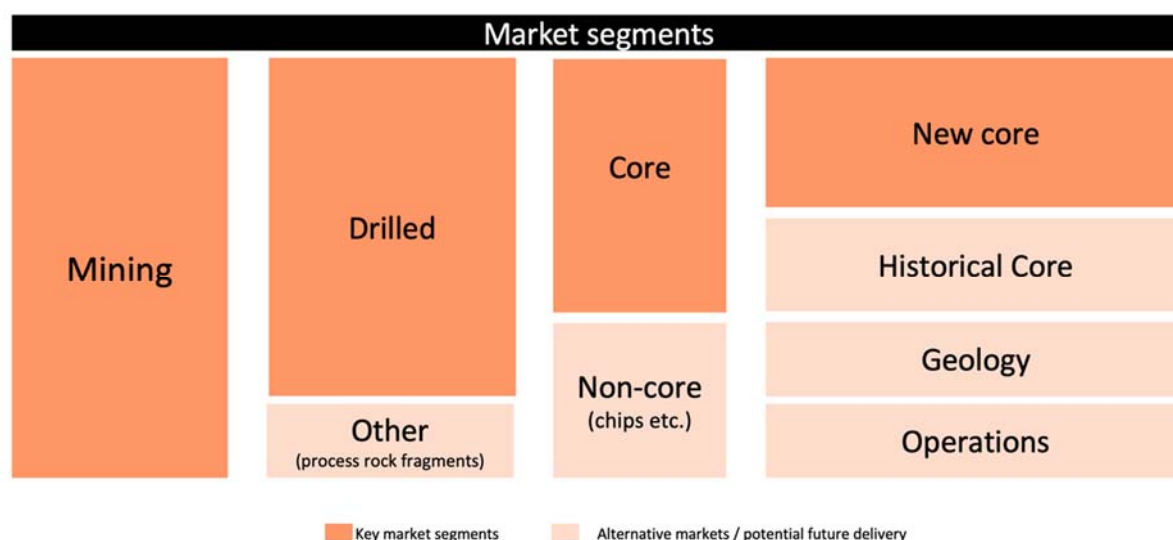 Market segments
Mining
Drilled
Other
(process rock fragments)
Core
Non-core
(chips etc.)
New core
Historical Core
Geology
Operations
Key market segments
Alternative markets / potential future delivery